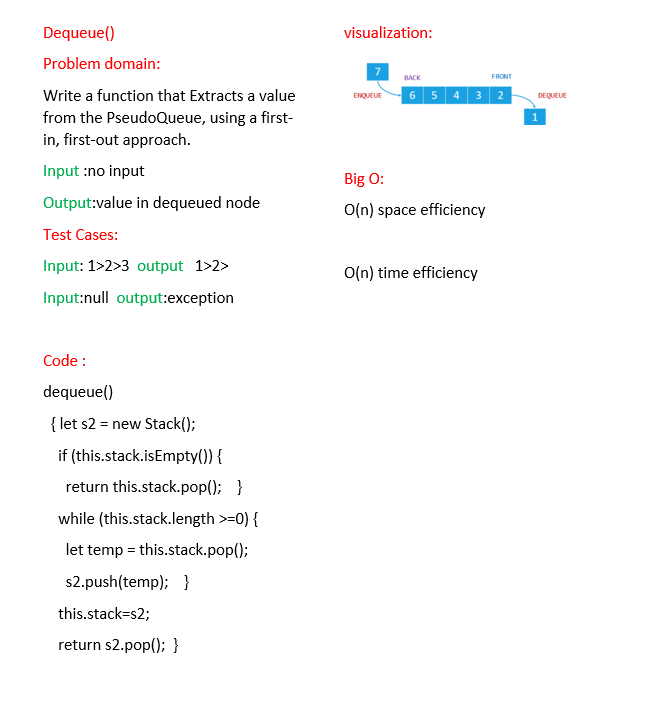 Dequeue()
Problem domain:
Write a function that Extracts a value
from the PseudoQueue, using a first-
in, first-out approach.
Input :no input
Output:value in dequeued node
Test Cases:
Input: 1>2>3  output   1>2>
Input:null  output:exception
Code :
dequeue()
{ let s2 = new Stack();
if (this.stack.isEmpty()) {
return this.stack.pop();    }
while (this.stack.length >=0) {
let temp = this.stack.pop();
s2.push(temp);    }
this.stack=s2;
return s2.pop();  }
visualization:
7
BACK FRONT
ENQUEUE 6 5 4 3 2 DEQUEUE
1
Big O:
O(n) space efficiency
O(n) time efficiency